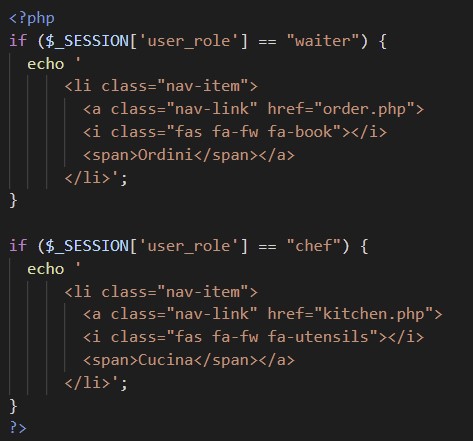 <?php
if ($_SESSION['user_role'] == "waiter") {
  echo '
      <li class="nav-item">
        <a class="nav-link" href="order.php">
        <i class="fas fa-fw fa-book"></i>
        <span>Ordini</span></a>
      </li>';
}

if ($_SESSION['user_role'] == "chef") {
  echo '
      <li class="nav-item">
        <a class="nav-link" href="kitchen.php">
        <i class="fas fa-fw fa-utensils"></i>
        <span>Cucina</span></a>
      </li>';
}
?>